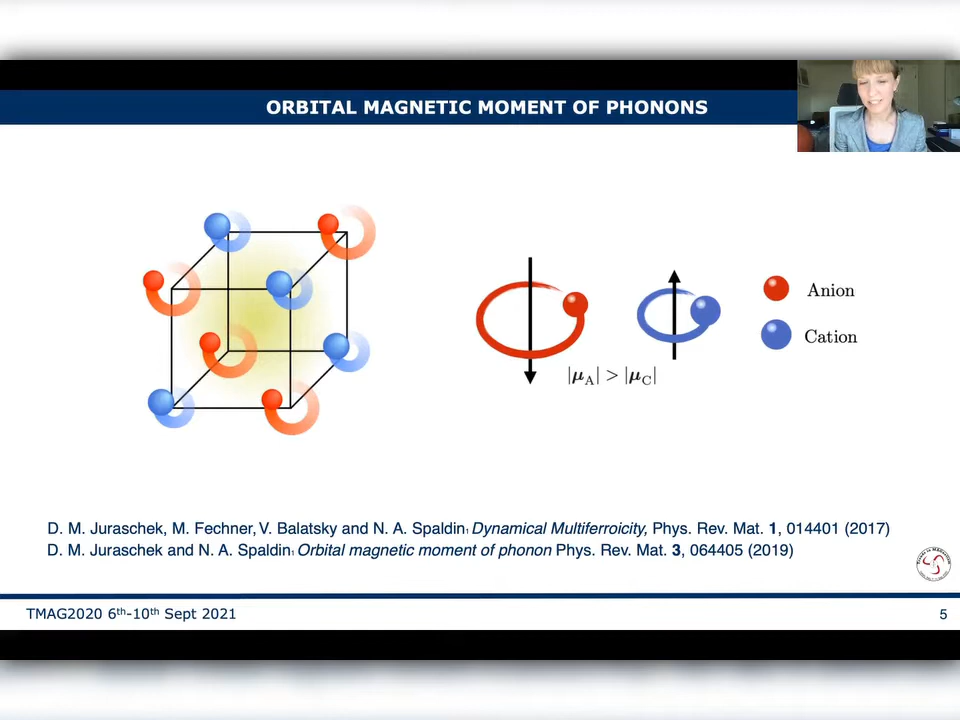 ORBITAL MAGNETIC MOMENT OF PHONONS
Anion
Cation
|μA| > |μC|
D. M. Juraschek, M. Fechner, V. Balatsky and N. A. Spaldin, Dynamical Multiferroicity, Phys. Rev. Mat. 1, 014401 (2017)
D. M. Juraschek and N. A. Spaldin, Orbital magnetic moment of phonon Phys. Rev. Mat. 3, 064405 (2019)
TMAG2020 6th-10th Sept 2021
5